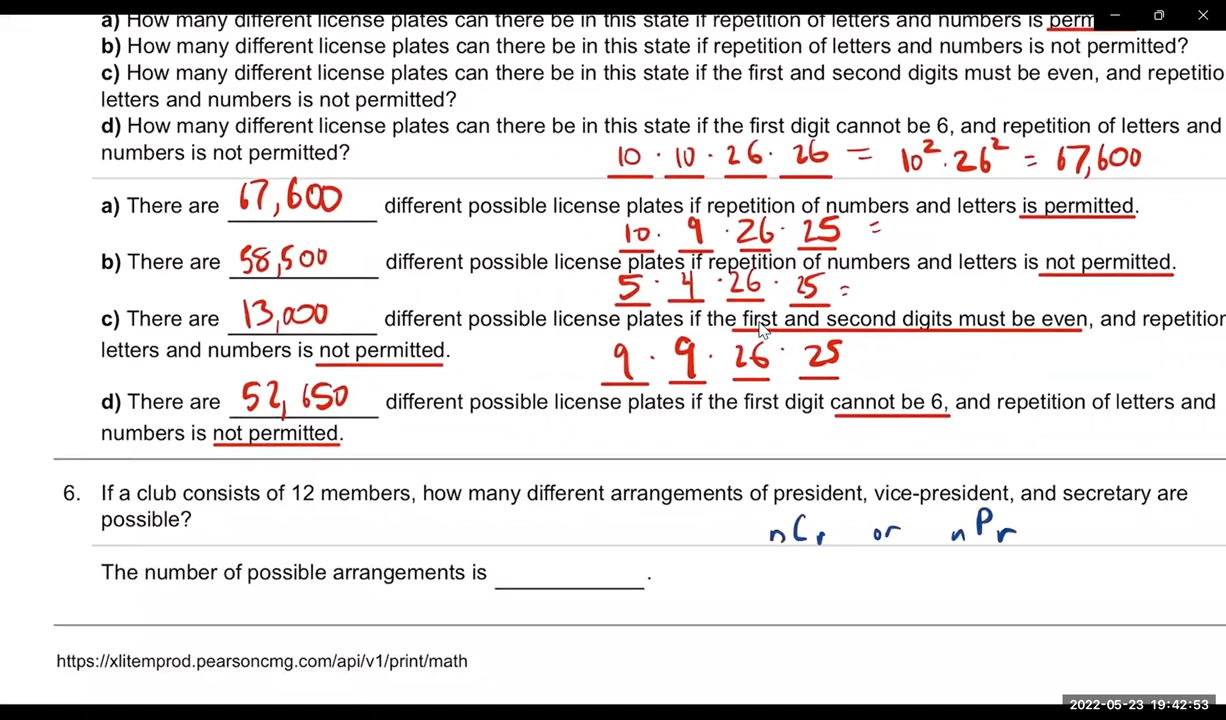 a) How many different license plates can there be in this state if repetition of letters and numbers is
b) How many different license plates can there be in this state if repetition of letters and numbers is not permitted?
c) How many different license plates can there be in this state if the first and second digits must be even, and
letters and numbers is not permitted?
d) How many different license plates can there be in this state if the first digit cannot be 6, and repetition of letters and
numbers is not permitted?
10 · 10 · 26 · 26 = 10² · 26² = 67,600
a) There are 67,600 different possible license plates if repetition of numbers and letters is permitted.
10 · 9 · 26 · 25 =
b) There are 58,500 different possible license plates if repetition of numbers and letters is not permitted.
5 · 4 · 26 · 25 =
c) There are 13,000 different possible license plates if the first and second digits must be even, and
letters and numbers is not permitted.
9 · 9 · 26 · 25
d) There are 52,650 different possible license plates if the first digit cannot be 6, and repetition of letters and
numbers is not permitted.
6. If a club consists of 12 members, how many different arrangements of president, vice-president, and secretary are
possible?
nCr or nPr
The number of possible arrangements is ____________.
https://xlitemprod.pearsoncmg.com/api/v1/print/math
2022-05-23 19:42:53